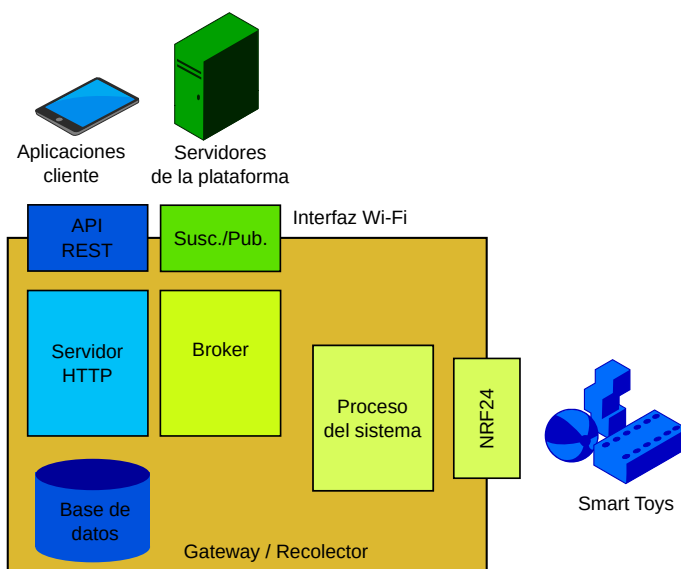 Aplicaciones
cliente
Servidores
de la plataforma
API
REST
Susc./Pub.
Interfaz Wi-Fi
Servidor
HTTP
Broker
Proceso
del sistema
NRF24
Smart Toys
Base de
datos
Gateway / Recolector